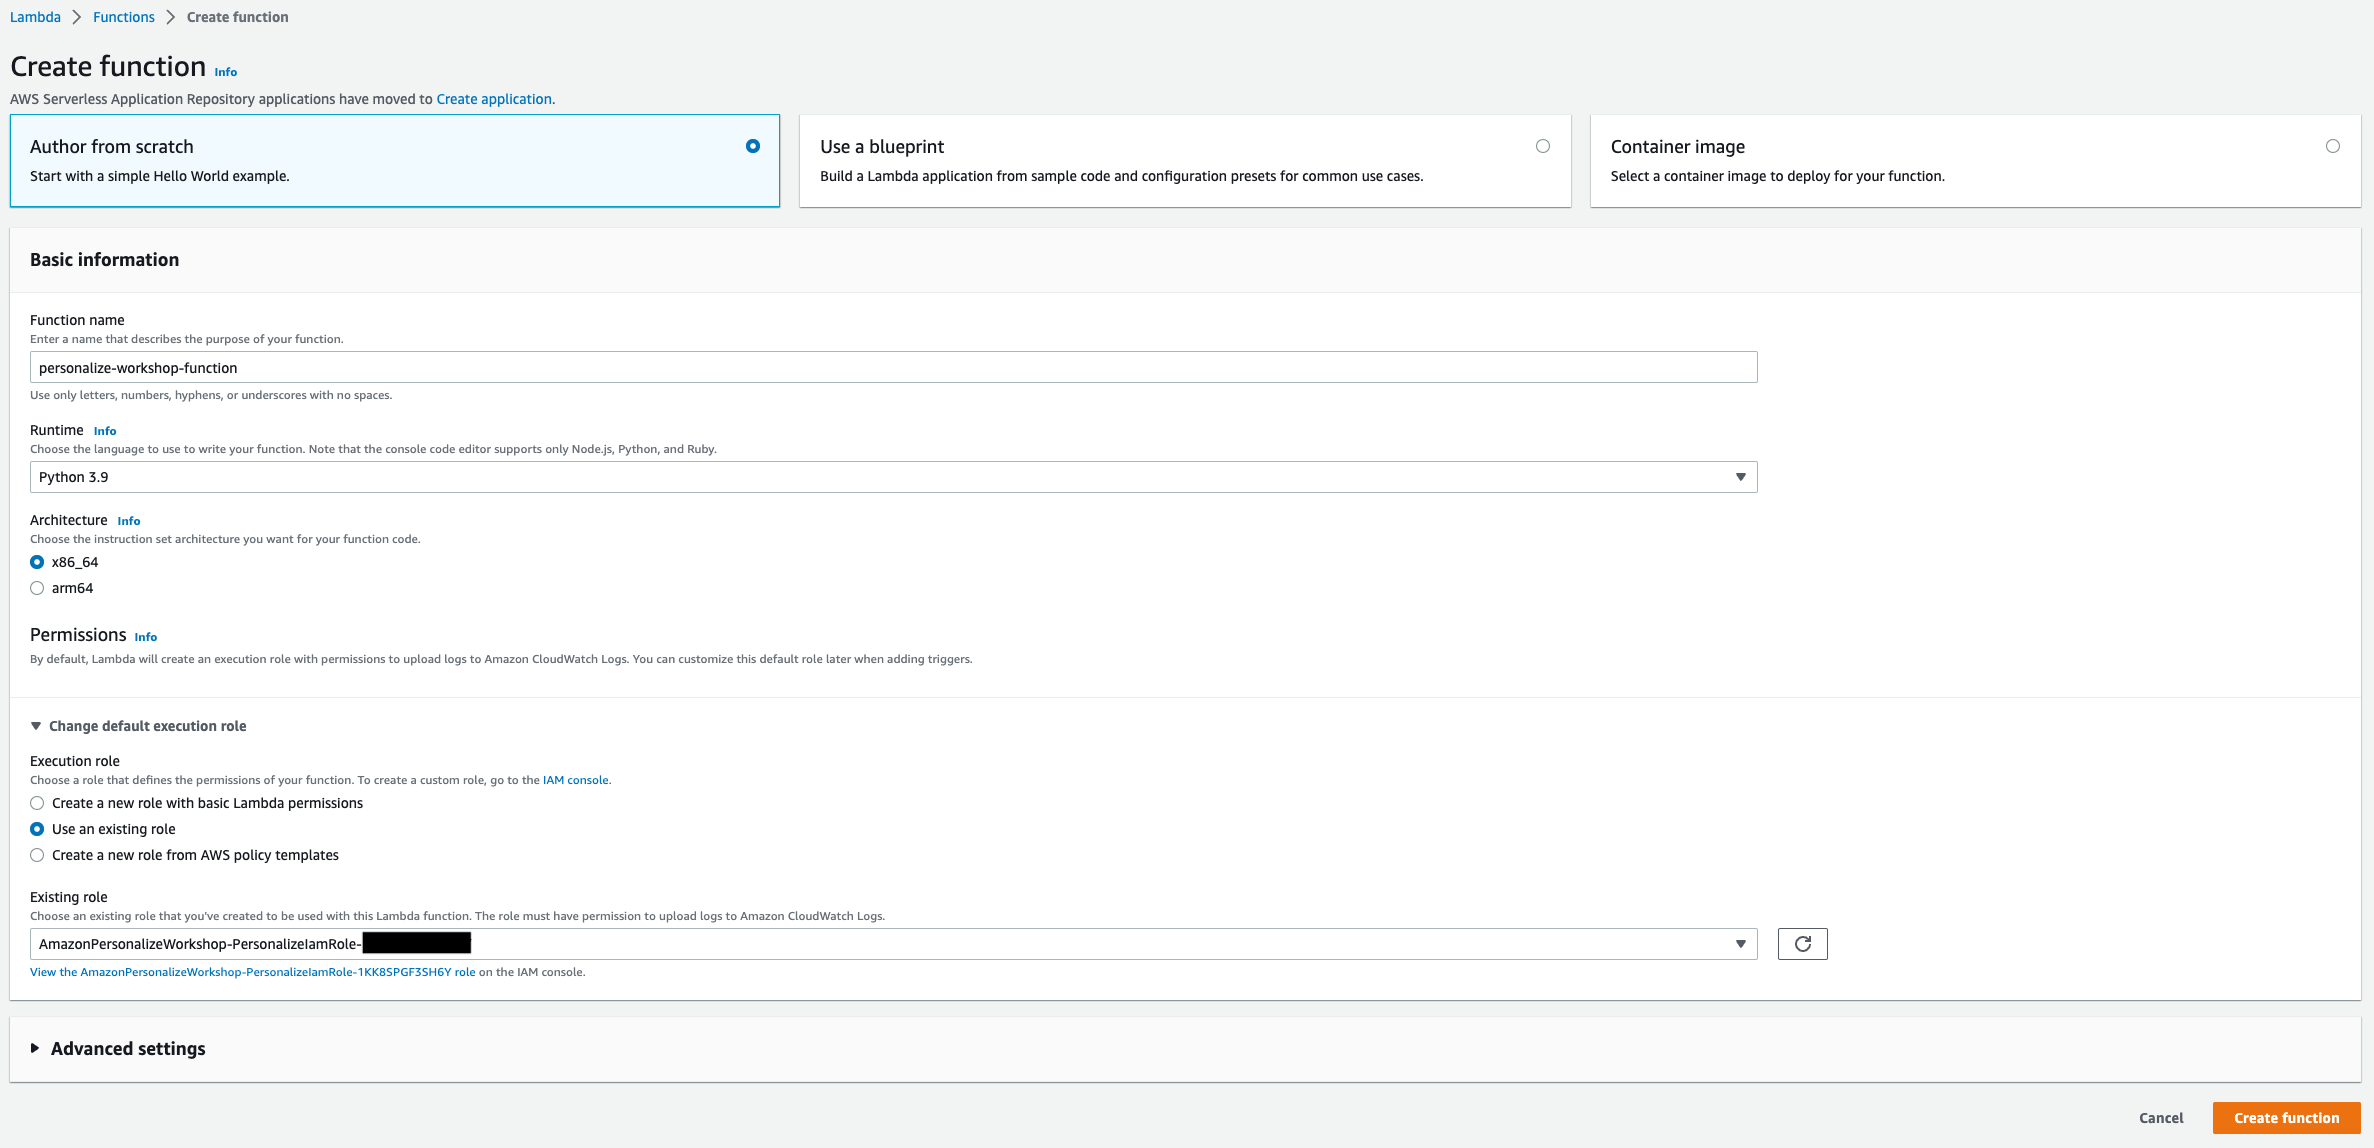 Lambda > Functions > Create function
Create function Info
AWS Serverless Application Repository applications have moved to Create application.
Author from scratch
Start with a simple Hello World example.
Use a blueprint
Build a Lambda application from sample code and configuration presets for common use cases.
Container image
Select a container image to deploy for your function.
Basic information
Function name
Enter a name that describes the purpose of your function.
personalize-workshop-function
Use only letters, numbers, hyphens, or underscores with no spaces.
Runtime Info
Choose the language to use to write your function. Note that the console code editor supports only Node.js, Python, and Ruby.
Python 3.9
Architecture Info
Choose the instruction set architecture you want for your function code.
x86_64
arm64
Permissions Info
By default, Lambda will create an execution role with permissions to upload logs to Amazon CloudWatch Logs. You can customize this default role later when adding triggers.
Change default execution role
Execution role
Choose a role that defines the permissions of your function. To create a custom role, go to the IAM console.
Create a new role with basic Lambda permissions
Use an existing role
Create a new role from AWS policy templates
Existing role
Choose an existing role that you've created to be used with this Lambda function. The role must have permission to upload logs to Amazon CloudWatch Logs.
AmazonPersonalizeWorkshop-PersonalizeIamRole-
View the AmazonPersonalizeWorkshop-PersonalizeIamRole-1KK8SPGF3SH6Y role on the IAM console.
Advanced settings
Cancel
Create function